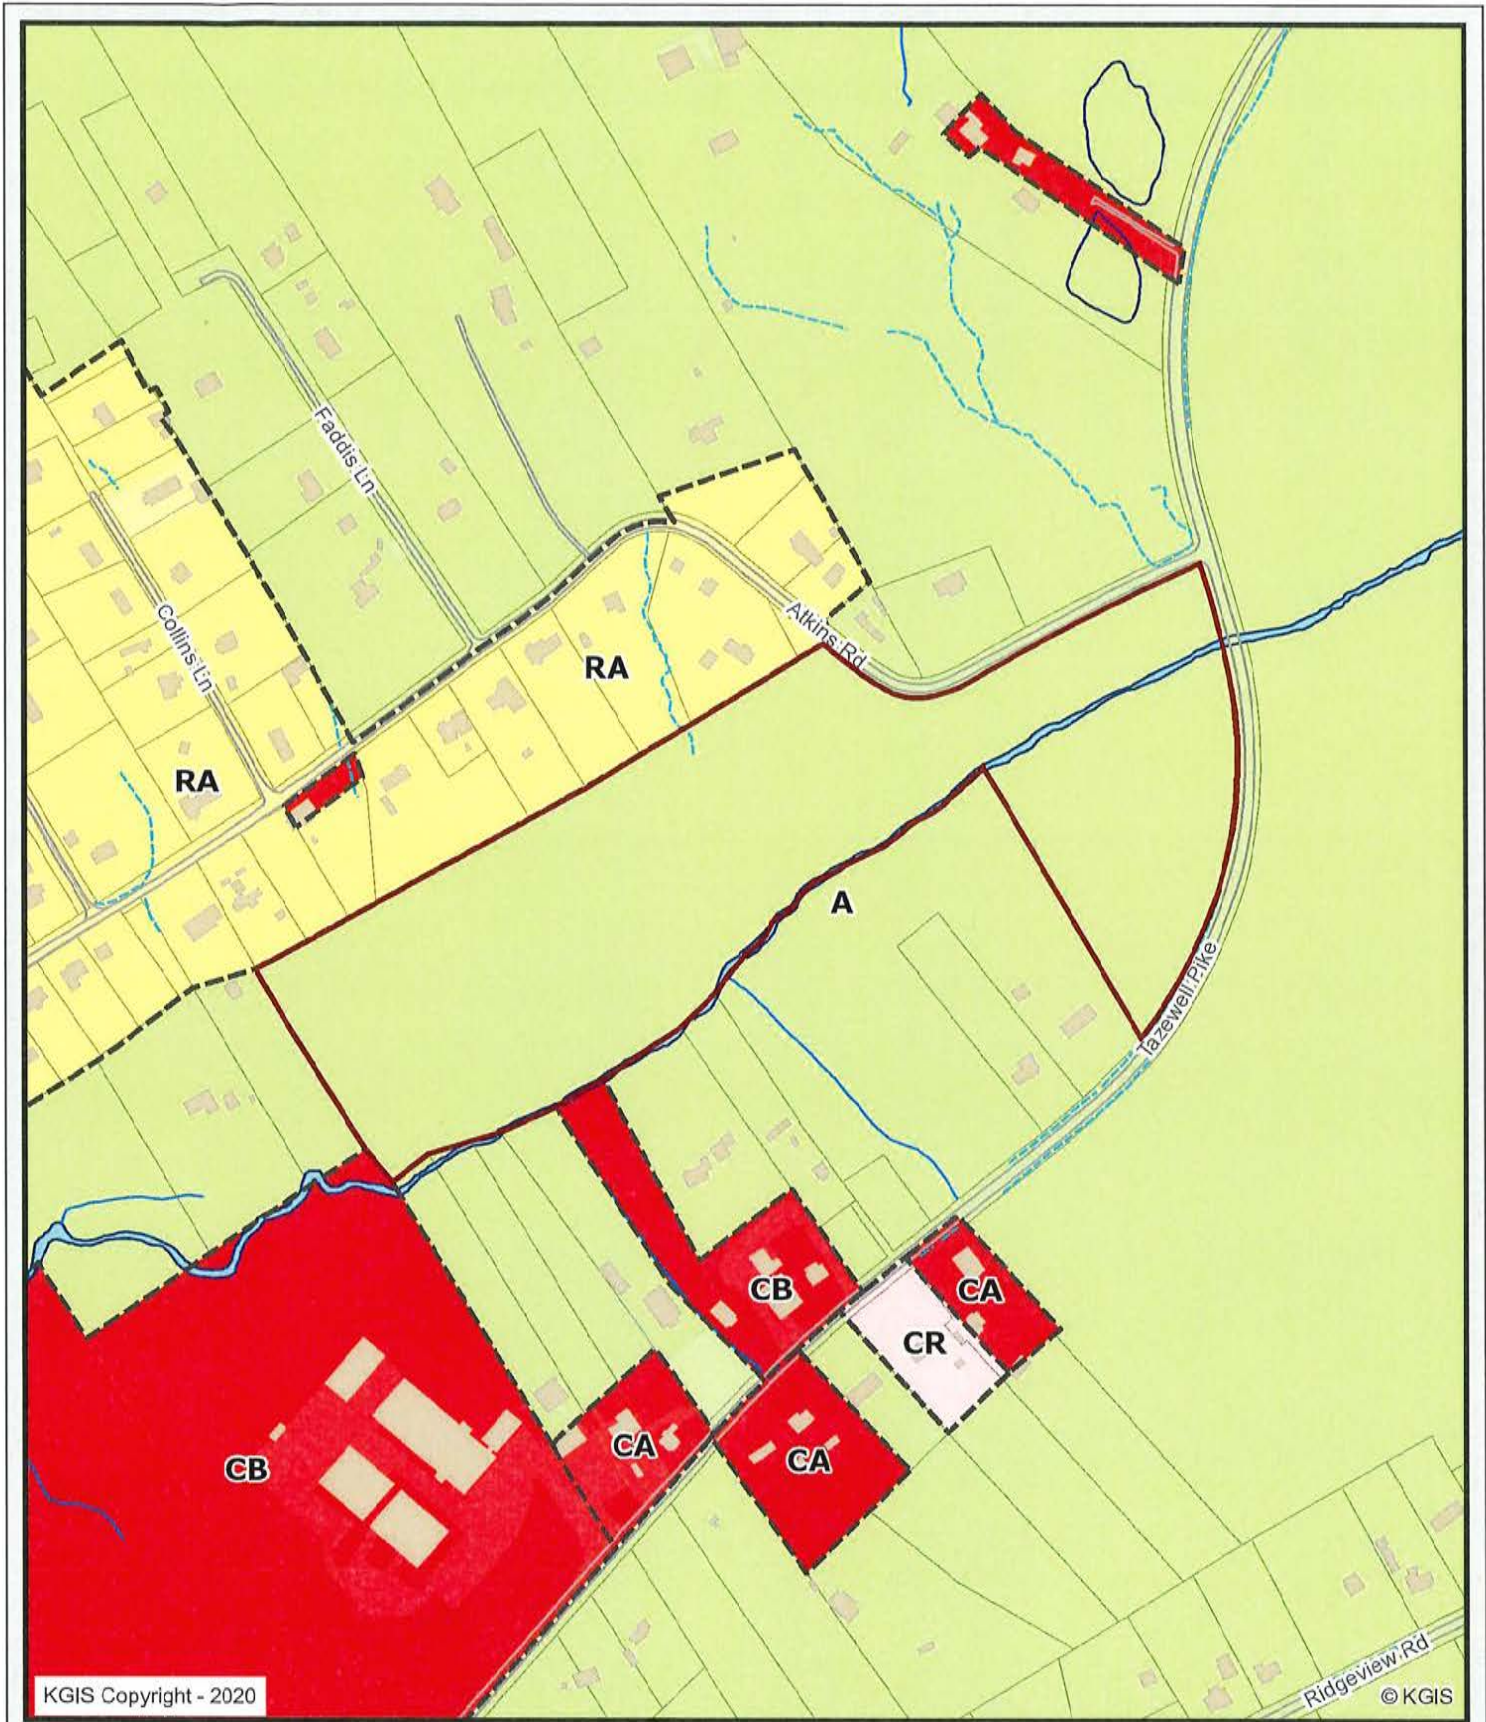 Faddis Ln
Collins Ln
Atkins Rd
RA
RA
A
Tazewell Pike
CB
CA
CR
CA
CA
CB
Ridgeview Rd
KGIS Copyright - 2020
© KGIS